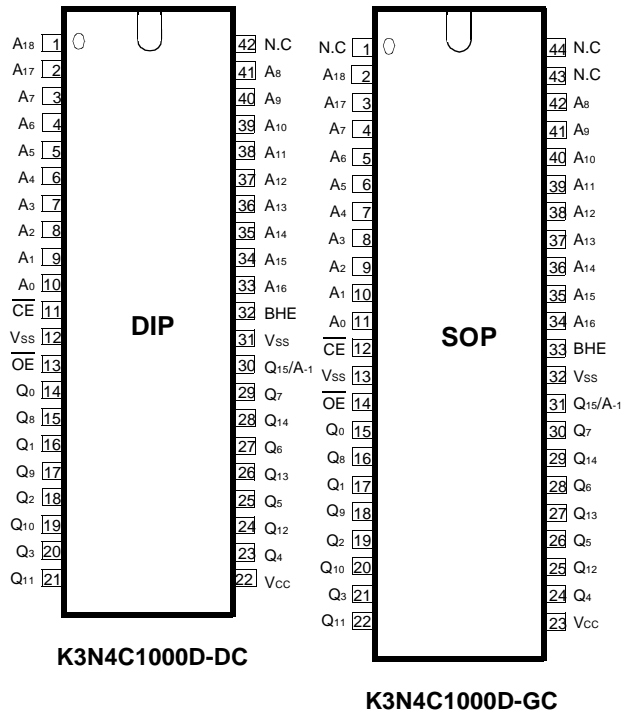 A18 1 42 N.C
A17 2 41 A8
A7 3 40 A9
A6 4 39 A10
A5 5 38 A11
A4 6 37 A12
A3 7 36 A13
A2 8 35 A14
A1 9 34 A15
A0 10 33 A16
CE 11 32 BHE
VSS 12 31 VSS
OE 13 30 Q15/A-1
Q0 14 29 Q7
Q8 15 28 Q14
Q1 16 27 Q6
Q9 17 26 Q13
Q2 18 25 Q5
Q10 19 24 Q12
Q3 20 23 Q4
Q11 21 22 VCC
DIP
K3N4C1000D-DC
N.C 1 44 N.C
A18 2 43 N.C
A17 3 42 A8
A7 4 41 A9
A6 5 40 A10
A5 6 39 A11
A4 7 38 A12
A3 8 37 A13
A2 9 36 A14
A1 10 35 A15
A0 11 34 A16
CE 12 33 BHE
VSS 13 32 VSS
OE 14 31 Q15/A-1
Q0 15 30 Q7
Q8 16 29 Q14
Q1 17 28 Q6
Q9 18 27 Q13
Q2 19 26 Q5
Q10 20 25 Q12
Q3 21 24 Q4
Q11 22 23 VCC
SOP
K3N4C1000D-GC